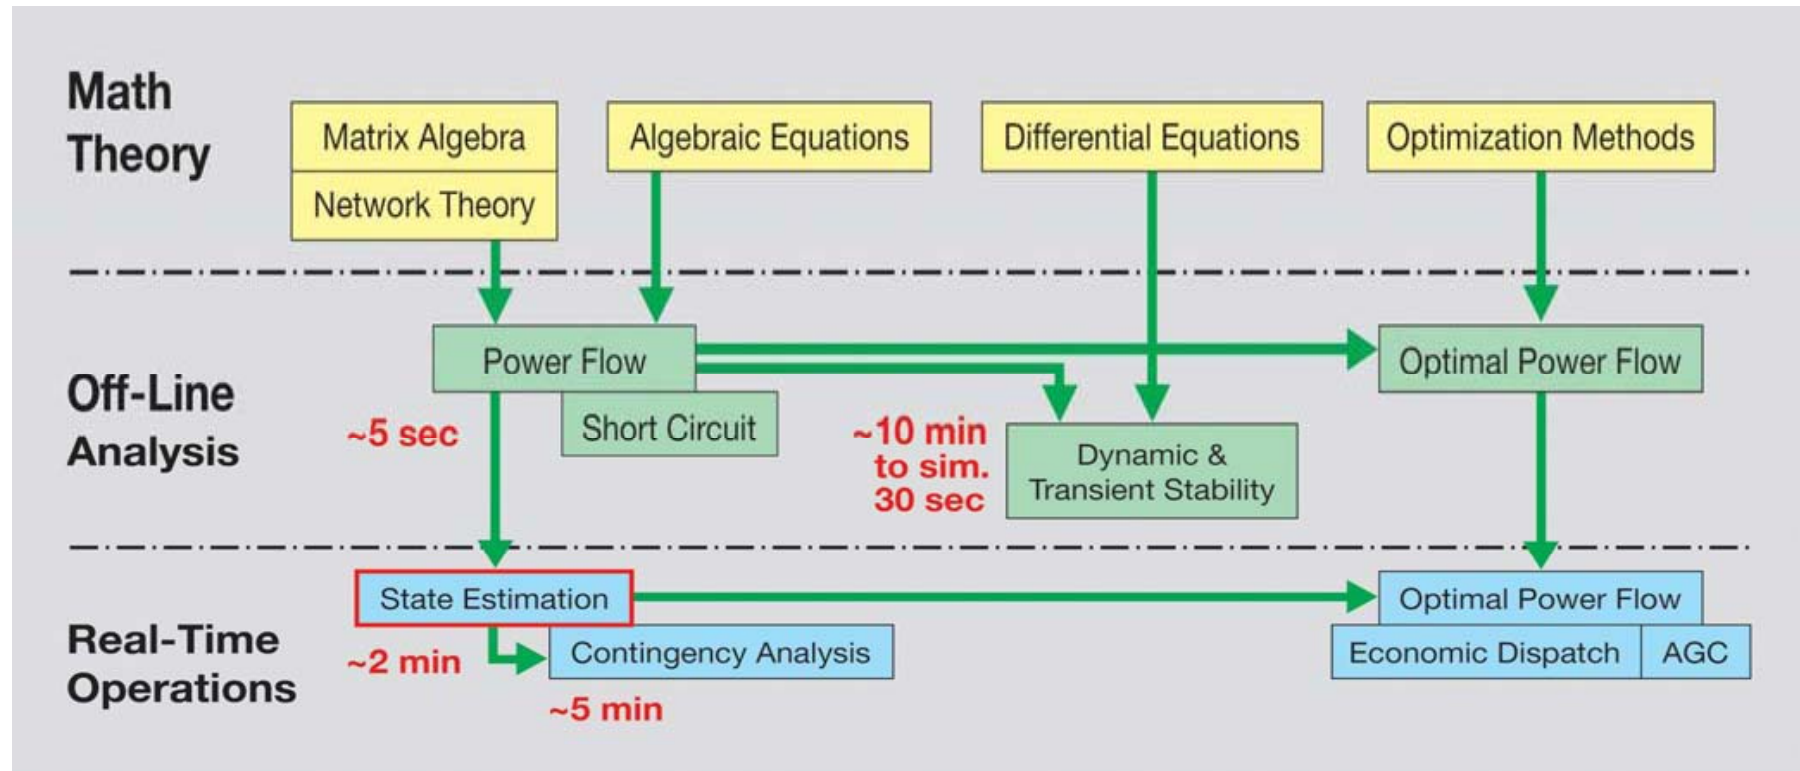 Math
Theory
Matrix Algebra
Network Theory
Algebraic Equations
Differential Equations
Optimization Methods
Off-Line
Analysis
Power Flow
Short Circuit
~5 sec
~10 min
to sim.
30 sec
Dynamic &
Transient Stability
Optimal Power Flow
Real-Time
Operations
State Estimation
~2 min
Contingency Analysis
~5 min
Optimal Power Flow
Economic Dispatch
AGC